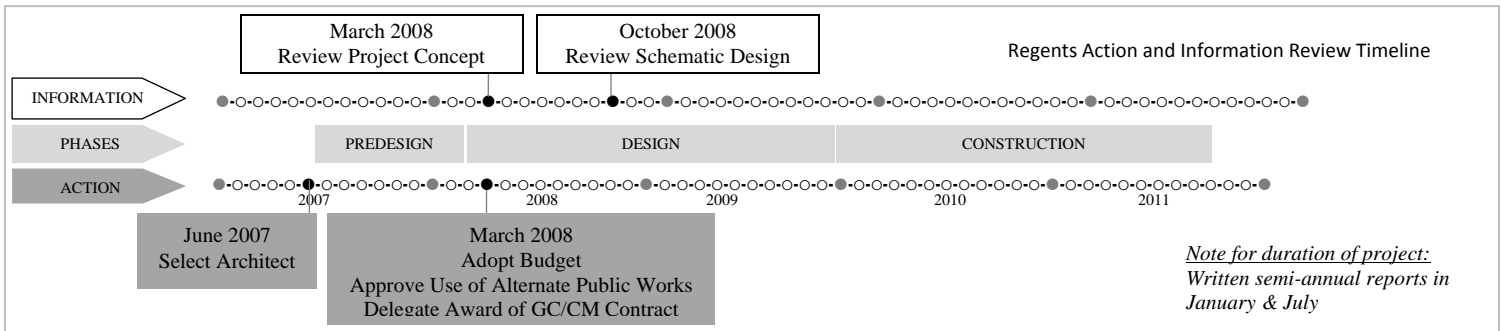 March 2008
Review Project Concept
October 2008
Review Schematic Design
Regents Action and Information Review Timeline
INFORMATION
PHASES
PREDESIGN
DESIGN
CONSTRUCTION
ACTION
2007
2008
2009
2010
2011
June 2007
Select Architect
March 2008
Adopt Budget
Approve Use of Alternate Public Works
Delegate Award of GC/CM Contract
Note for duration of project:
Written semi-annual reports in
January & July